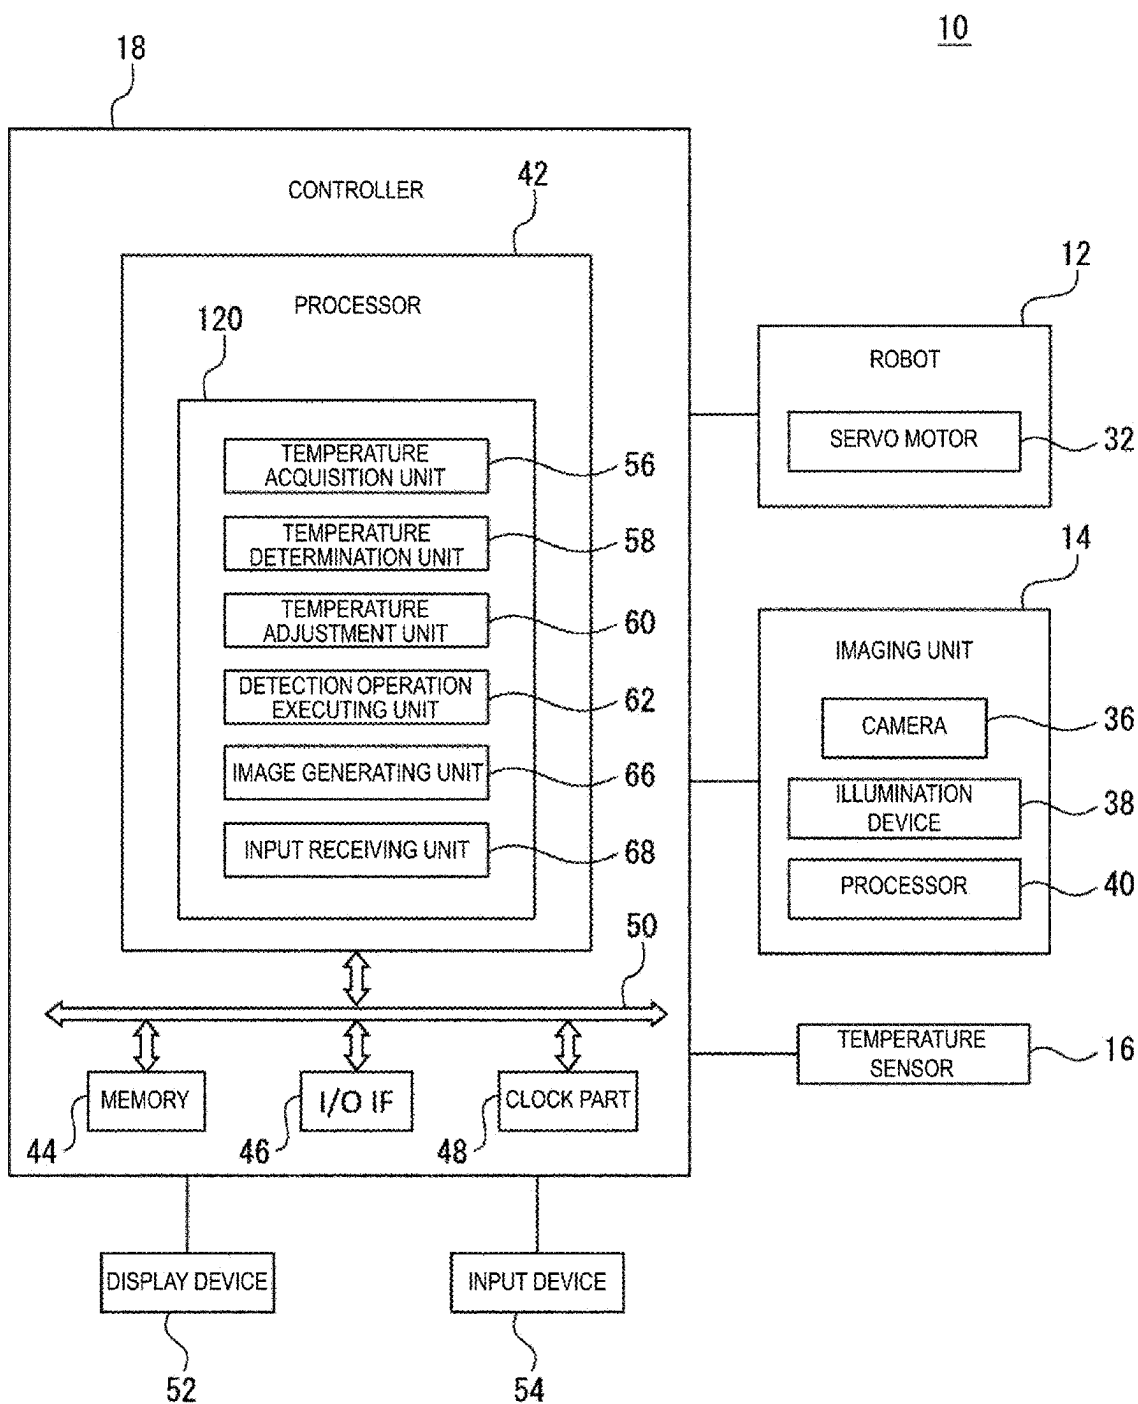 10
18
CONTROLLER
42
PROCESSOR
120
TEMPERATURE
ACQUISITION UNIT
56
TEMPERATURE
DETERMINATION UNIT
58
TEMPERATURE
ADJUSTMENT UNIT
60
DETECTION OPERATION
EXECUTING UNIT
62
IMAGE GENERATING UNIT
66
INPUT RECEIVING UNIT
68
50
MEMORY
44
I/O IF
46
CLOCK PART
48
12
ROBOT
SERVO MOTOR
32
14
IMAGING UNIT
CAMERA
36
ILLUMINATION
DEVICE
38
PROCESSOR
40
TEMPERATURE
SENSOR
16
DISPLAY DEVICE
52
INPUT DEVICE
54